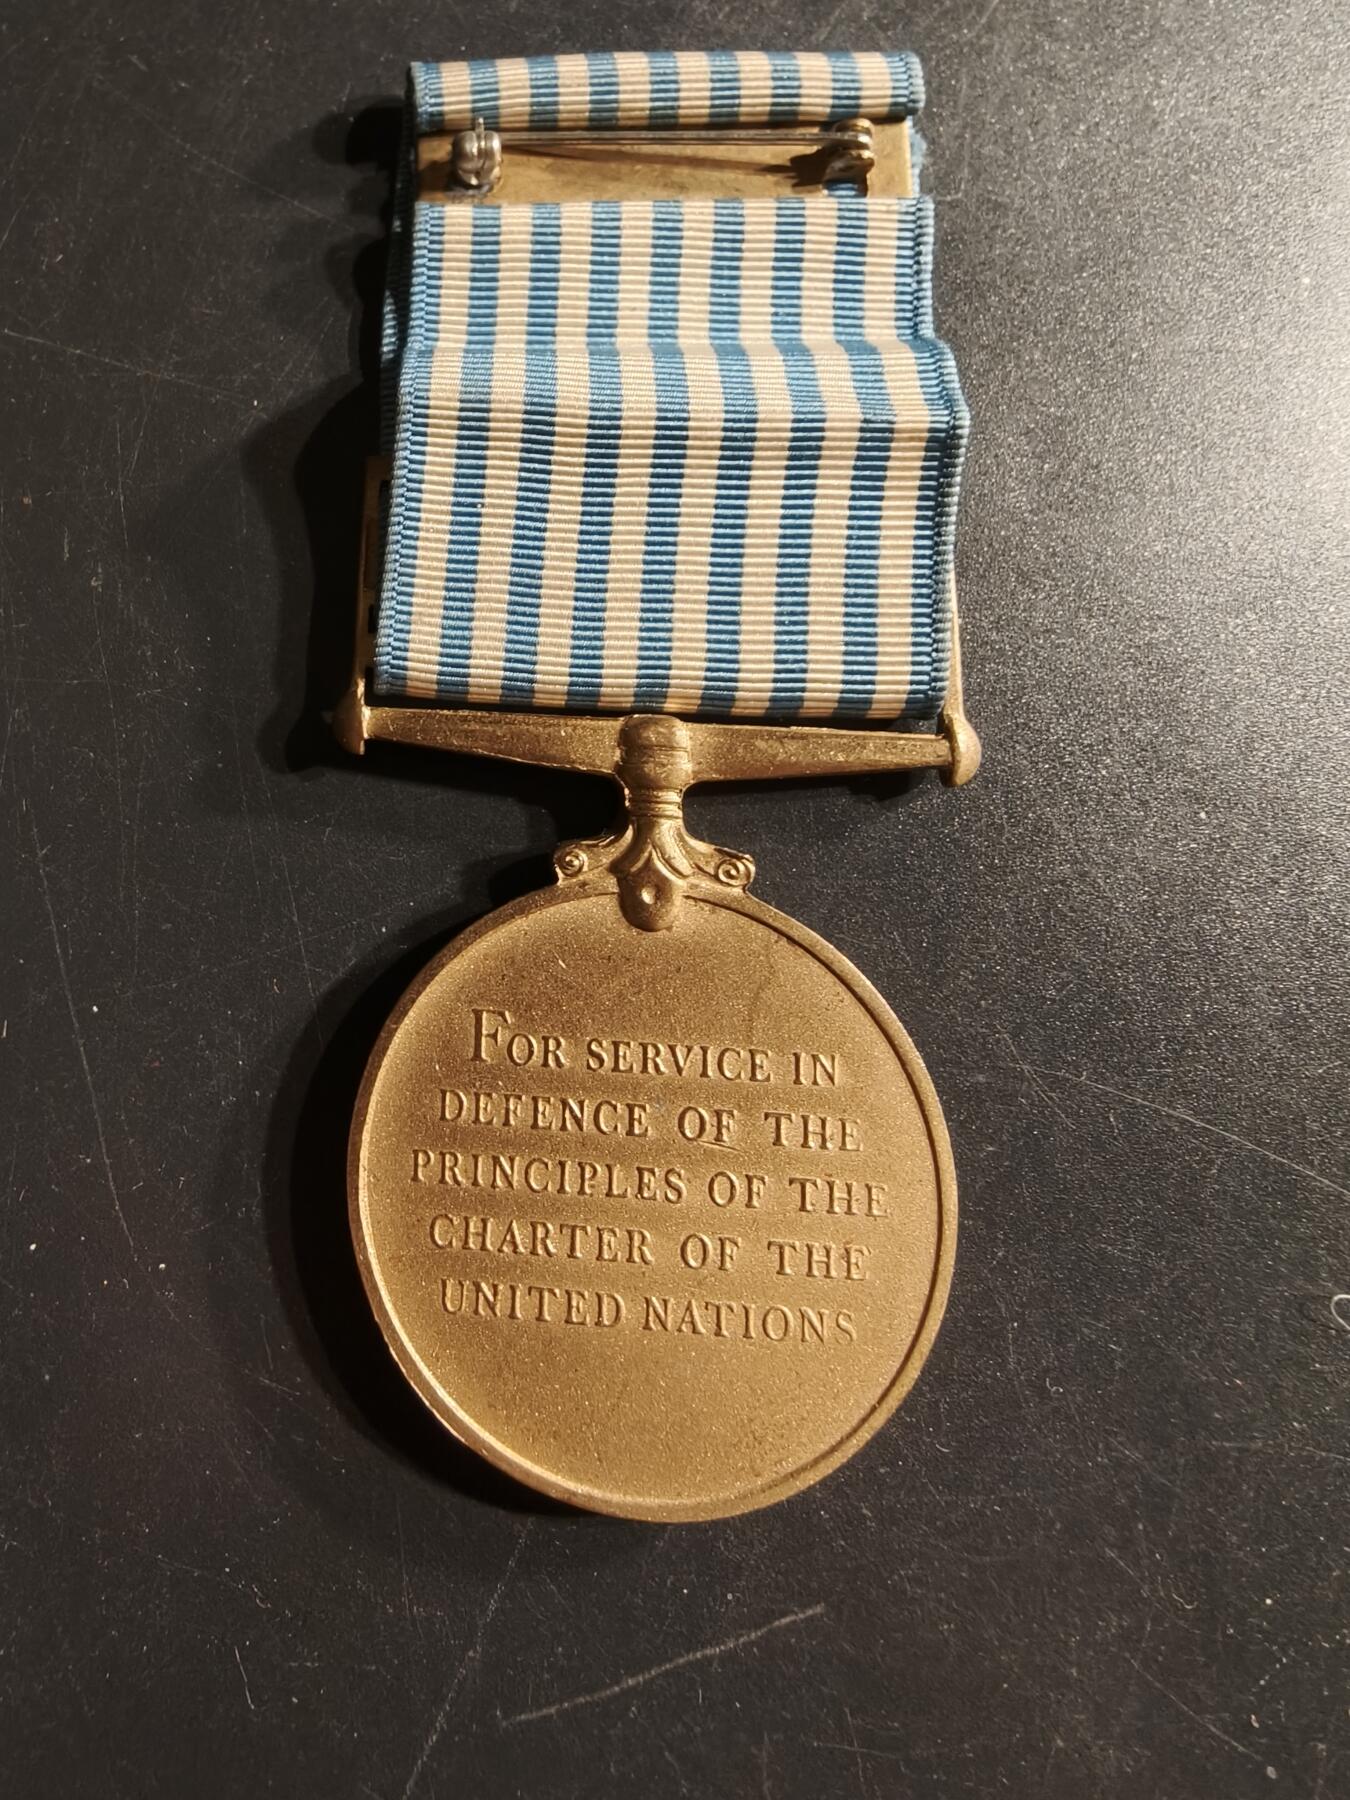 FOR SERVICE IN
DEFENCE OF THE
PRINCIPLES OF THE
CHARTER OF THE
UNITED NATIONS